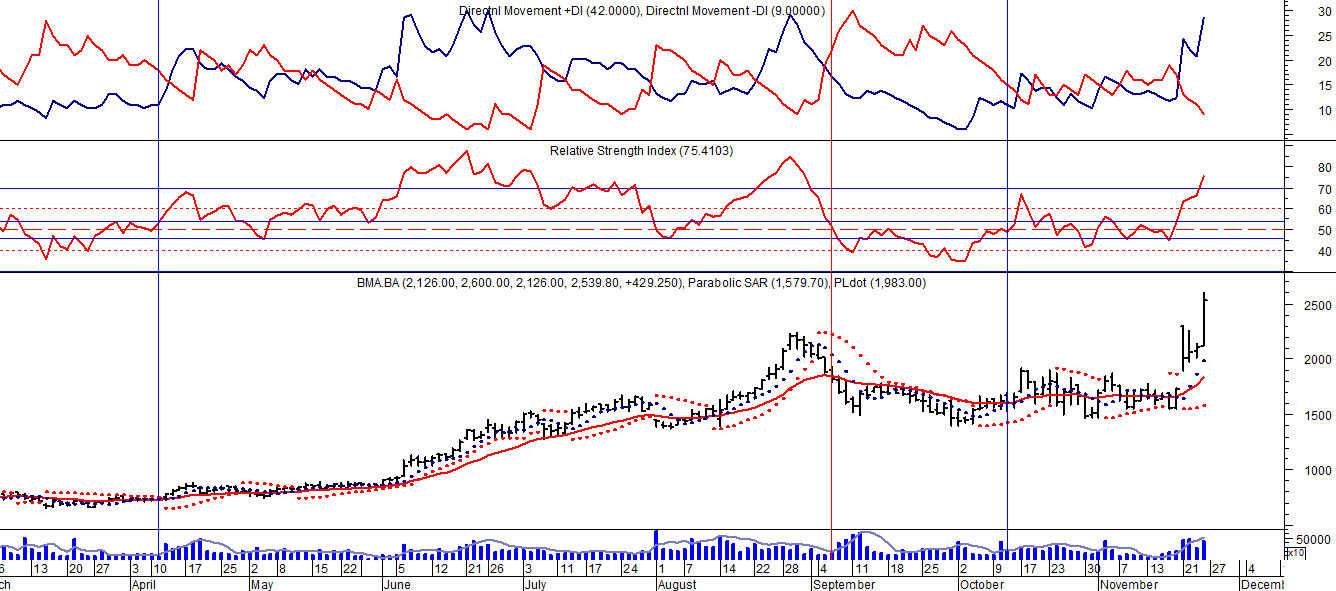 Directnl Movement +DI (42.0000), Directnl Movement -DI (9.00000)
30
25
20
15
10
Relative Strength Index (75.4103)
80
70
60
50
40
BMA.BA (2,126.00, 2,600.00, 2,126.00, 2,539.80, +429.250), Parabolic SAR (1,579.70), PLdot (1,983.00)
2500
2000
1500
1000
50000
x10
6 13 20 27 3 10 17 25 2 8 15 22 5 12 21 26 3 11 17 24 1 7 14 22 28 4 11 18 25 2 9 17 23 30 6 13 21 27 4
ch April May June July August September October November Decemb